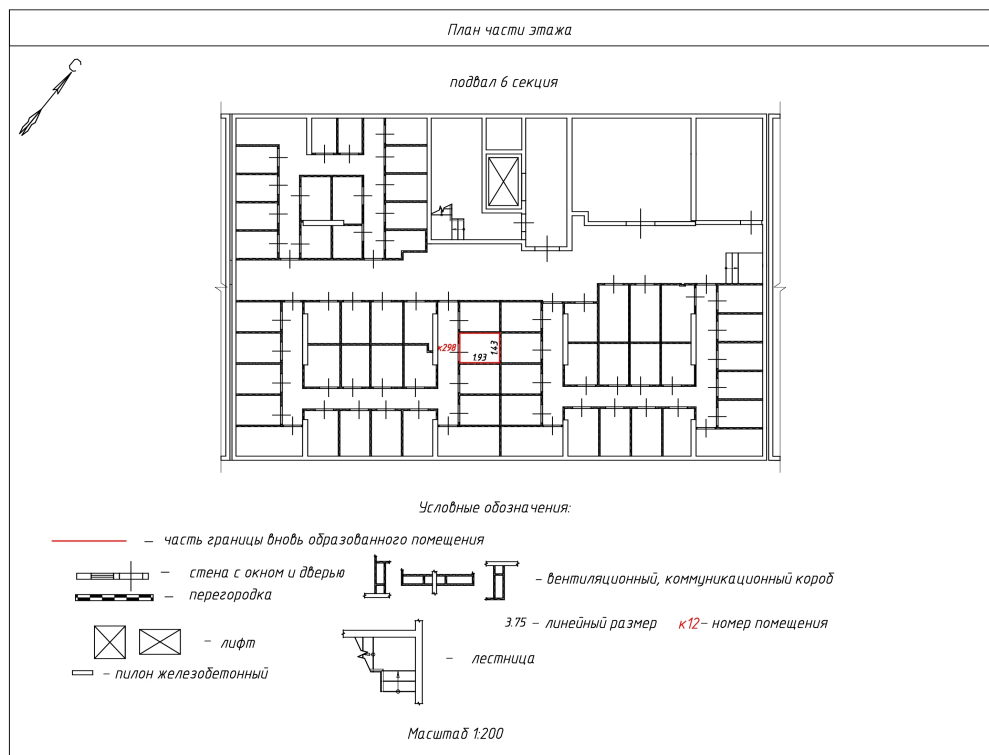 План части этажа
С
подвал 6 секция
к298
1.93
1.43
Условные обозначения:
— часть границы вновь образованного помещения
— стена с окном и дверью
— перегородка
— вентиляционный, коммуникационный короб
3.75 — линейный размер к12 — номер помещения
— лифт
— лестница
— пилон железобетонный
Масштаб 1:200